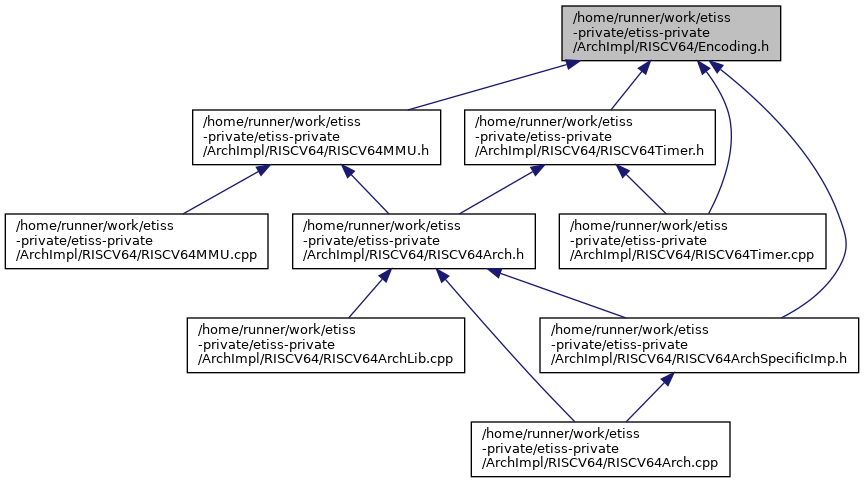 /home/runner/work/etiss
-private/etiss-private
/ArchImpl/RISCV64/Encoding.h
/home/runner/work/etiss
-private/etiss-private
/ArchImpl/RISCV64/RISCV64MMU.h
/home/runner/work/etiss
-private/etiss-private
/ArchImpl/RISCV64/RISCV64Timer.h
/home/runner/work/etiss
-private/etiss-private
/ArchImpl/RISCV64/RISCV64MMU.cpp
/home/runner/work/etiss
-private/etiss-private
/ArchImpl/RISCV64/RISCV64Arch.h
/home/runner/work/etiss
-private/etiss-private
/ArchImpl/RISCV64/RISCV64Timer.cpp
/home/runner/work/etiss
-private/etiss-private
/ArchImpl/RISCV64/RISCV64ArchLib.cpp
/home/runner/work/etiss
-private/etiss-private
/ArchImpl/RISCV64/RISCV64ArchSpecificImp.h
/home/runner/work/etiss
-private/etiss-private
/ArchImpl/RISCV64/RISCV64Arch.cpp